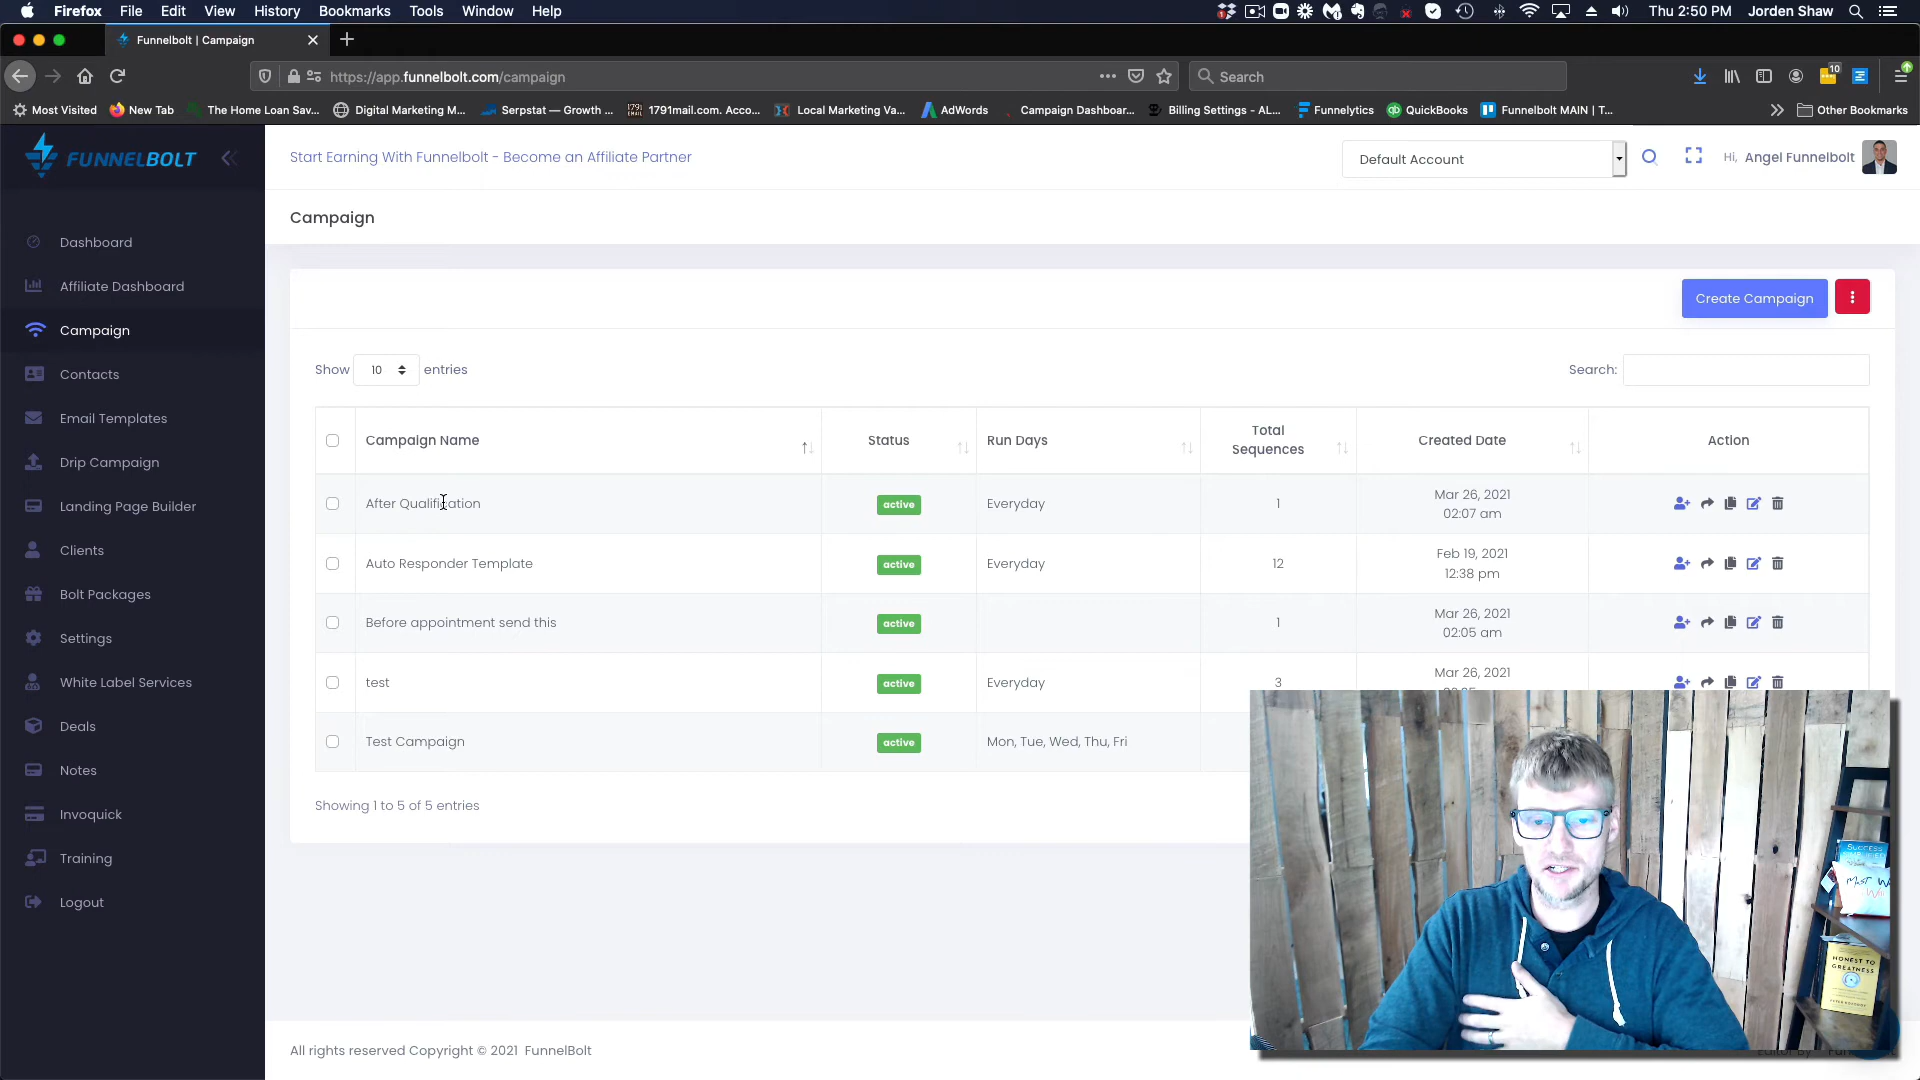 Firefox File Edit View History Bookmarks Tools Window Help Thu 2:50 PM Jorden Shaw
Funnelbolt | Campaign
https://app.funnelbolt.com/campaign Search 10
Most Visited New Tab The Home Loan Sav... Digital Marketing M... Serpstat — Growth ... 1791mail.com. Acco... Local Marketing Va... AdWords Campaign Dashboar... Billing Settings - AL... Funnelytics QuickBooks Funnelbolt MAIN | T... Other Bookmarks
FUNNELBOLT
Start Earning With Funnelbolt - Become an Affiliate Partner
Default Account
Hi, Angel Funnelbolt
Campaign
Dashboard
Affiliate Dashboard
Campaign
Contacts
Email Templates
Drip Campaign
Landing Page Builder
Clients
Bolt Packages
Settings
White Label Services
Deals
Notes
Invoquick
Training
Logout
Create Campaign
Show 10 entries
Search:
Campaign Name Status Run Days Total Sequences Created Date Action
After Qualification active Everyday 1 Mar 26, 2021 02:07 am
Auto Responder Template active Everyday 12 Feb 19, 2021 12:38 pm
Before appointment send this active 1 Mar 26, 2021 02:05 am
test active Everyday 3 Mar 26, 2021
Test Campaign active Mon, Tue, Wed, Thu, Fri
Showing 1 to 5 of 5 entries
SUCCESS
HONEST TO
GREATNESS
All rights reserved Copyright © 2021 FunnelBolt